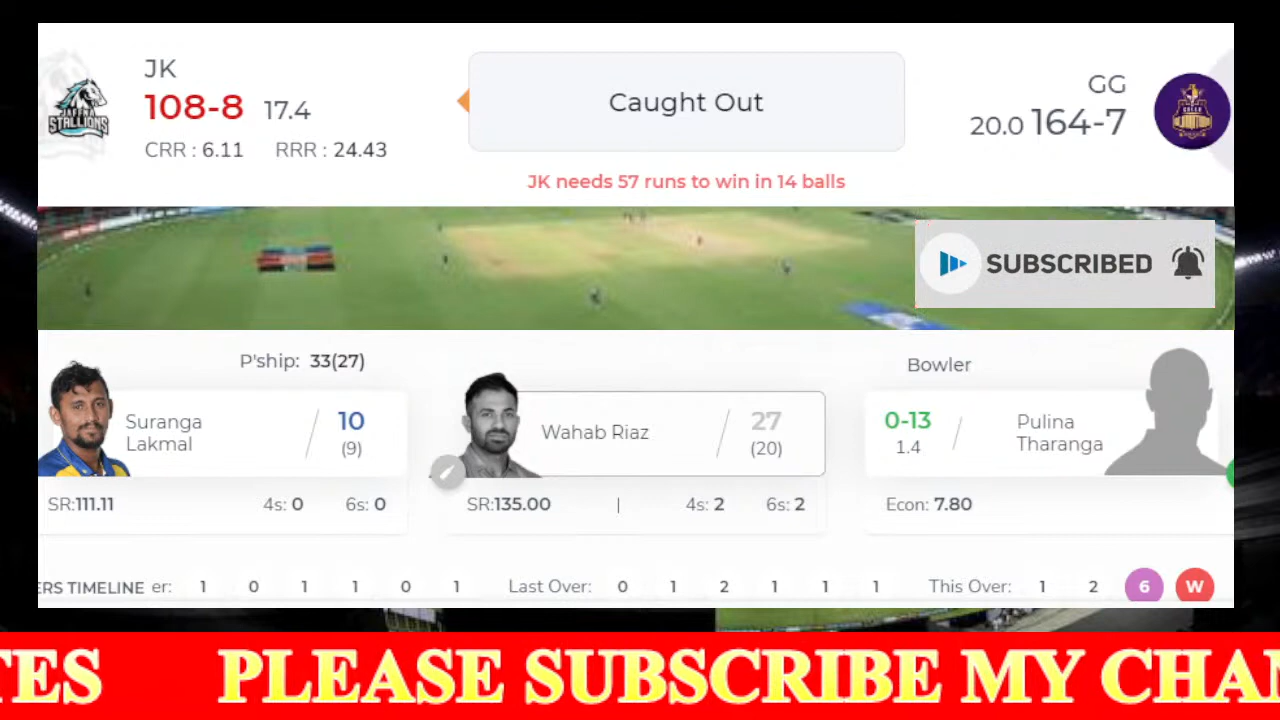 JK
108-8 17.4
CRR : 6.11 RRR : 24.43
JAFFNA
STALLIONS
Caught Out
JK needs 57 runs to win in 14 balls
GG
20.0 164-7
GALLE
SUBSCRIBED
P'ship: 33(27)
Suranga
Lakmal
10
(9)
SR:111.11 4s: 0 6s: 0
Wahab Riaz
27
(20)
SR:135.00 | 4s: 2 6s: 2
Bowler
0-13
1.4
Pulina
Tharanga
Econ: 7.80
ERS TIMELINE er: 1 0 1 1 0 1 Last Over: 0 1 2 1 1 1 This Over: 1 2 6 W
TES PLEASE SUBSCRIBE MY CHAN